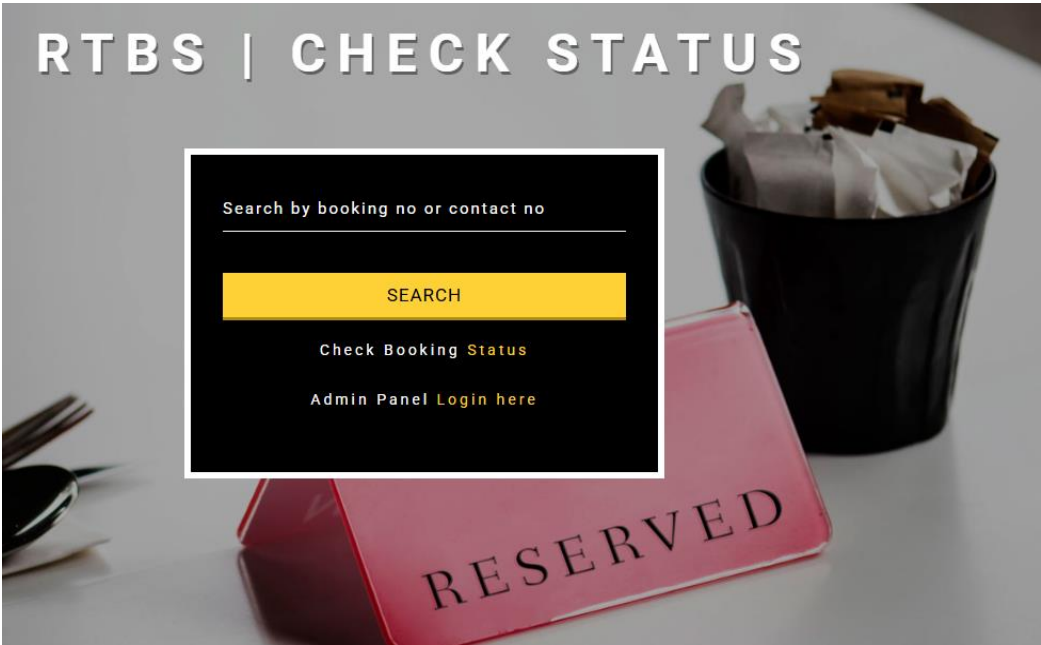 RTBS | CHECK STATUS
Search by booking no or contact no
SEARCH
Check Booking Status
Admin Panel Login here
RESERVED